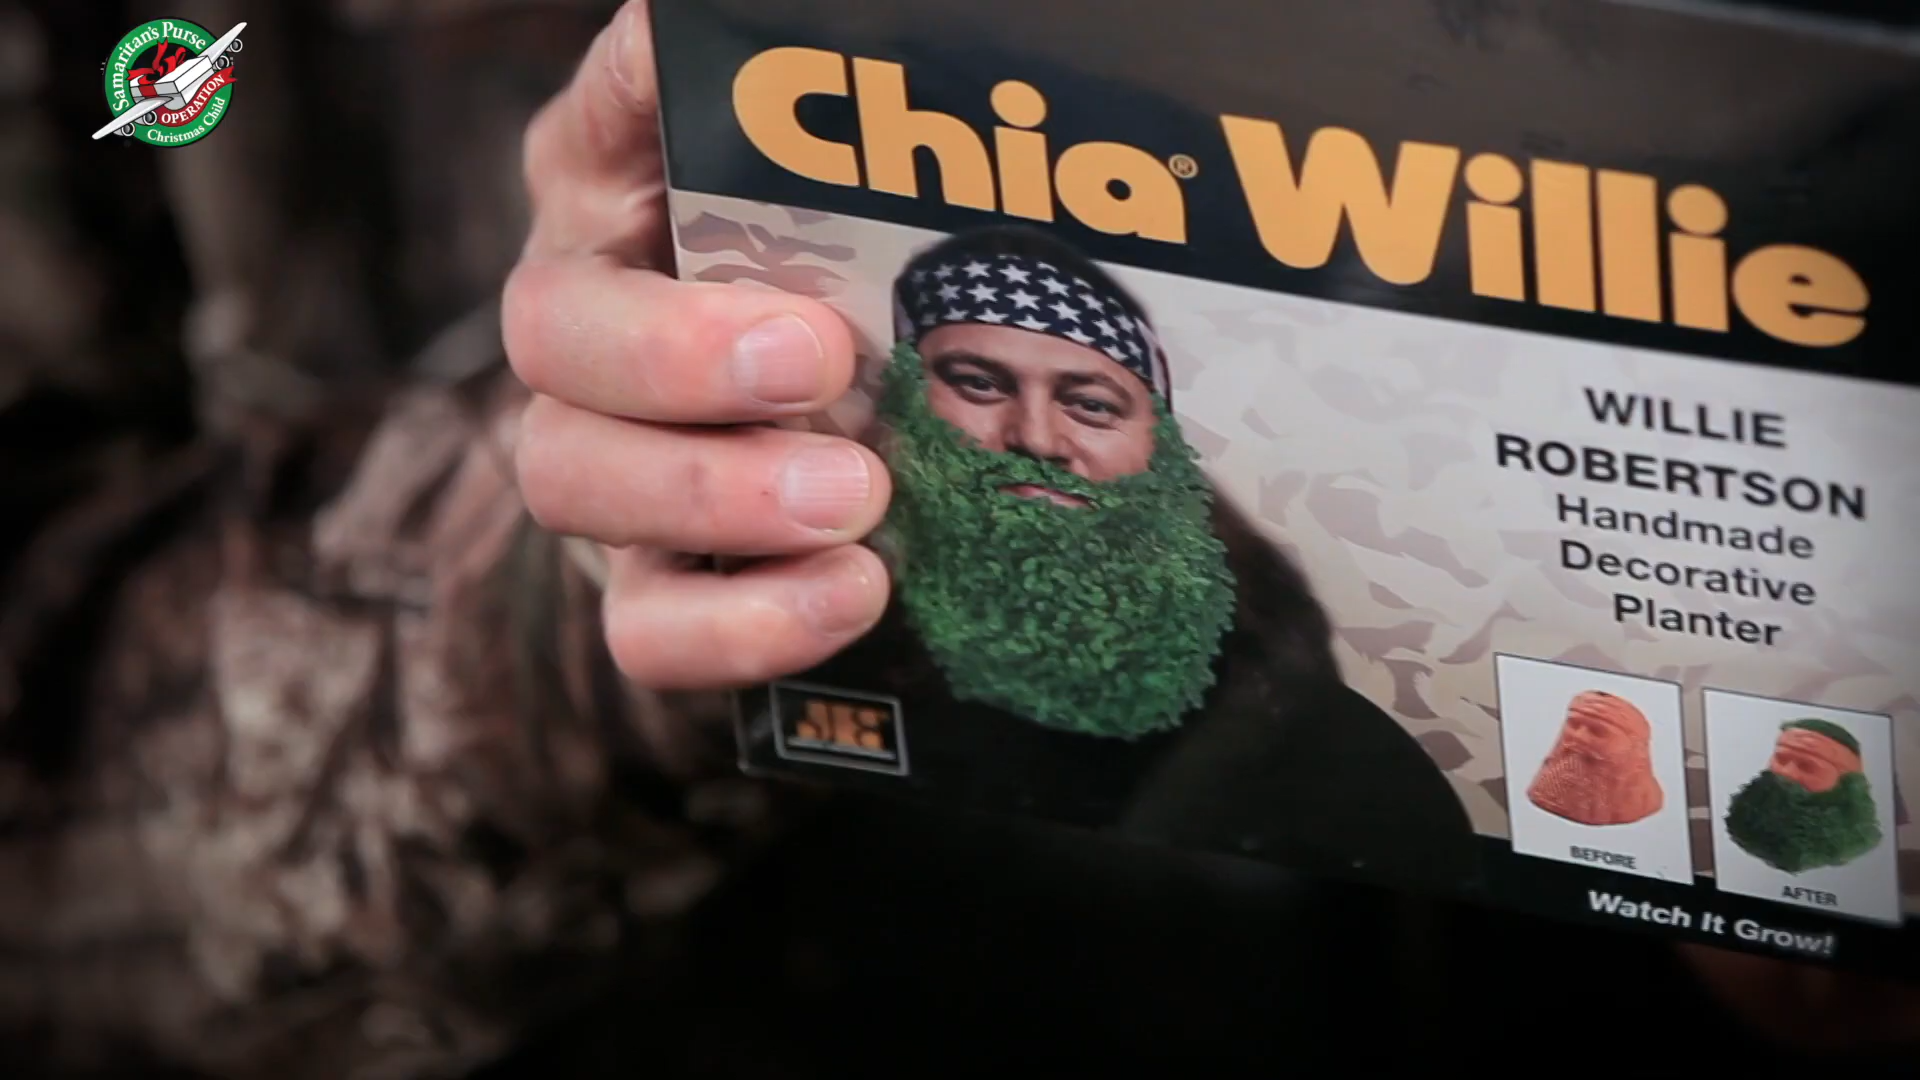 Samaritan's Purse
OPERATION
Christmas Child
Chia® Willie
WILLIE
ROBERTSON
Handmade
Decorative
Planter
BEFORE
AFTER
Watch It Grow!